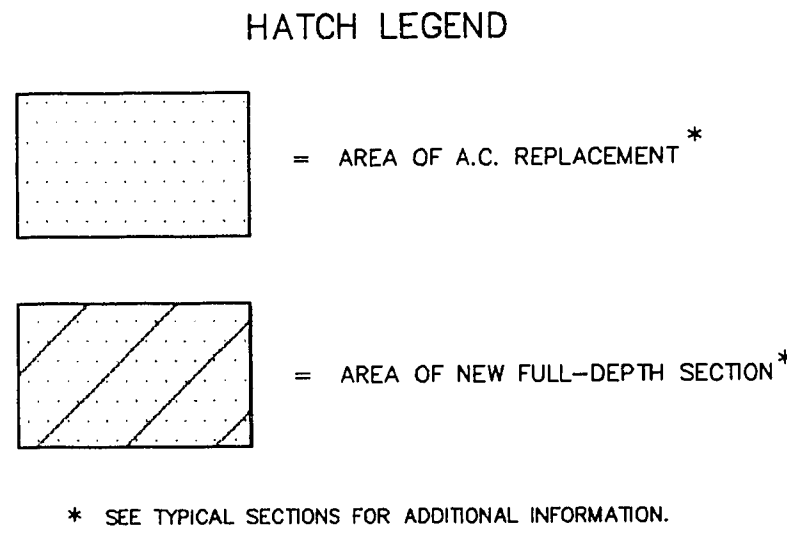 HATCH LEGEND
= AREA OF A.C. REPLACEMENT*
= AREA OF NEW FULL-DEPTH SECTION*
* SEE TYPICAL SECTIONS FOR ADDITIONAL INFORMATION.